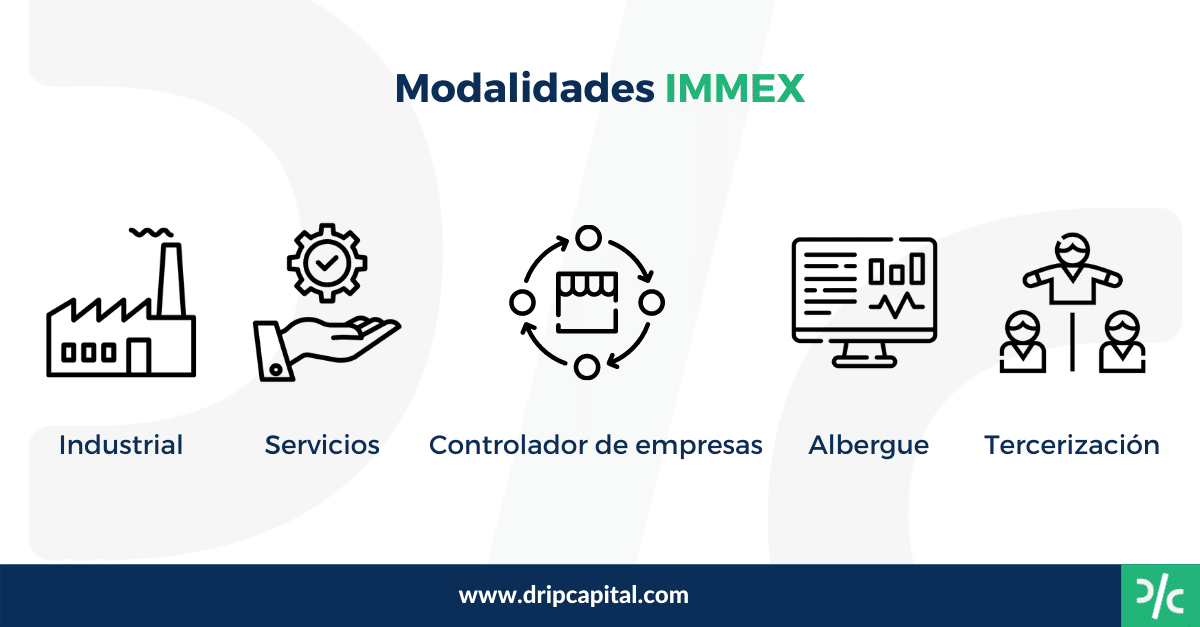 Modalidades IMMEX
Industrial
Servicios
Controlador de empresas
Albergue
Tercerización
www.dripcapital.com
D/C